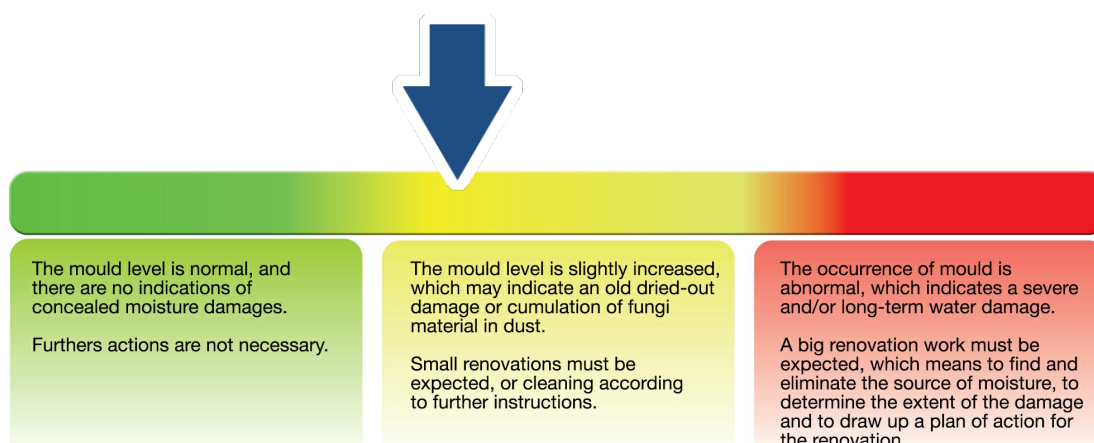 The mould level is normal, and
there are no indications of
concealed moisture damages.
Furthers actions are not necessary.
The mould level is slightly increased,
which may indicate an old dried-out
damage or cumulation of fungi
material in dust.
Small renovations must be
expected, or cleaning according
to further instructions.
The occurrence of mould is
abnormal, which indicates a severe
and/or long-term water damage.
A big renovation work must be
expected, which means to find and
eliminate the source of moisture, to
determine the extent of the damage
and to draw up a plan of action for
the renovation